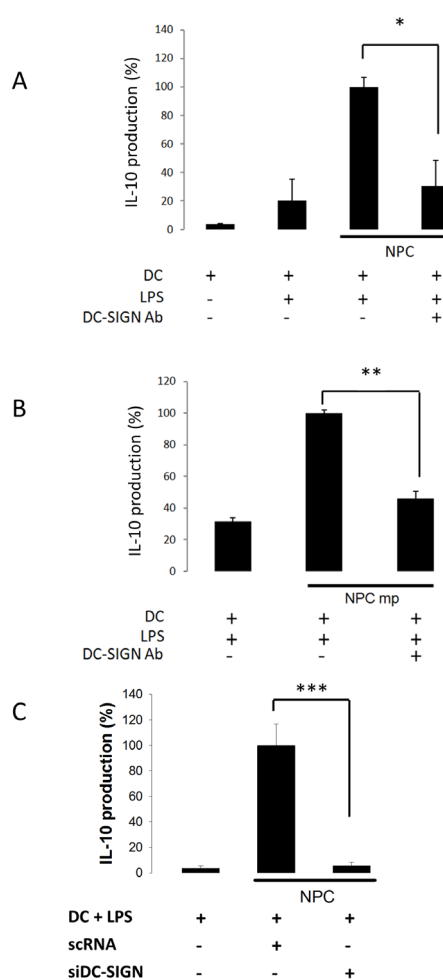 A
IL-10 production (%)
140
120
100
80
60
40
20
0
*
NPC
DC + + + +
LPS - + + +
DC-SIGN Ab - - - +
B
IL-10 production (%)
120
100
80
60
40
20
0
**
NPC mp
DC + + +
LPS + + +
DC-SIGN Ab - - +
C
IL-10 production (%)
140
120
100
80
60
40
20
0
***
NPC
DC + LPS + + +
scRNA - + -
siDC-SIGN - - +